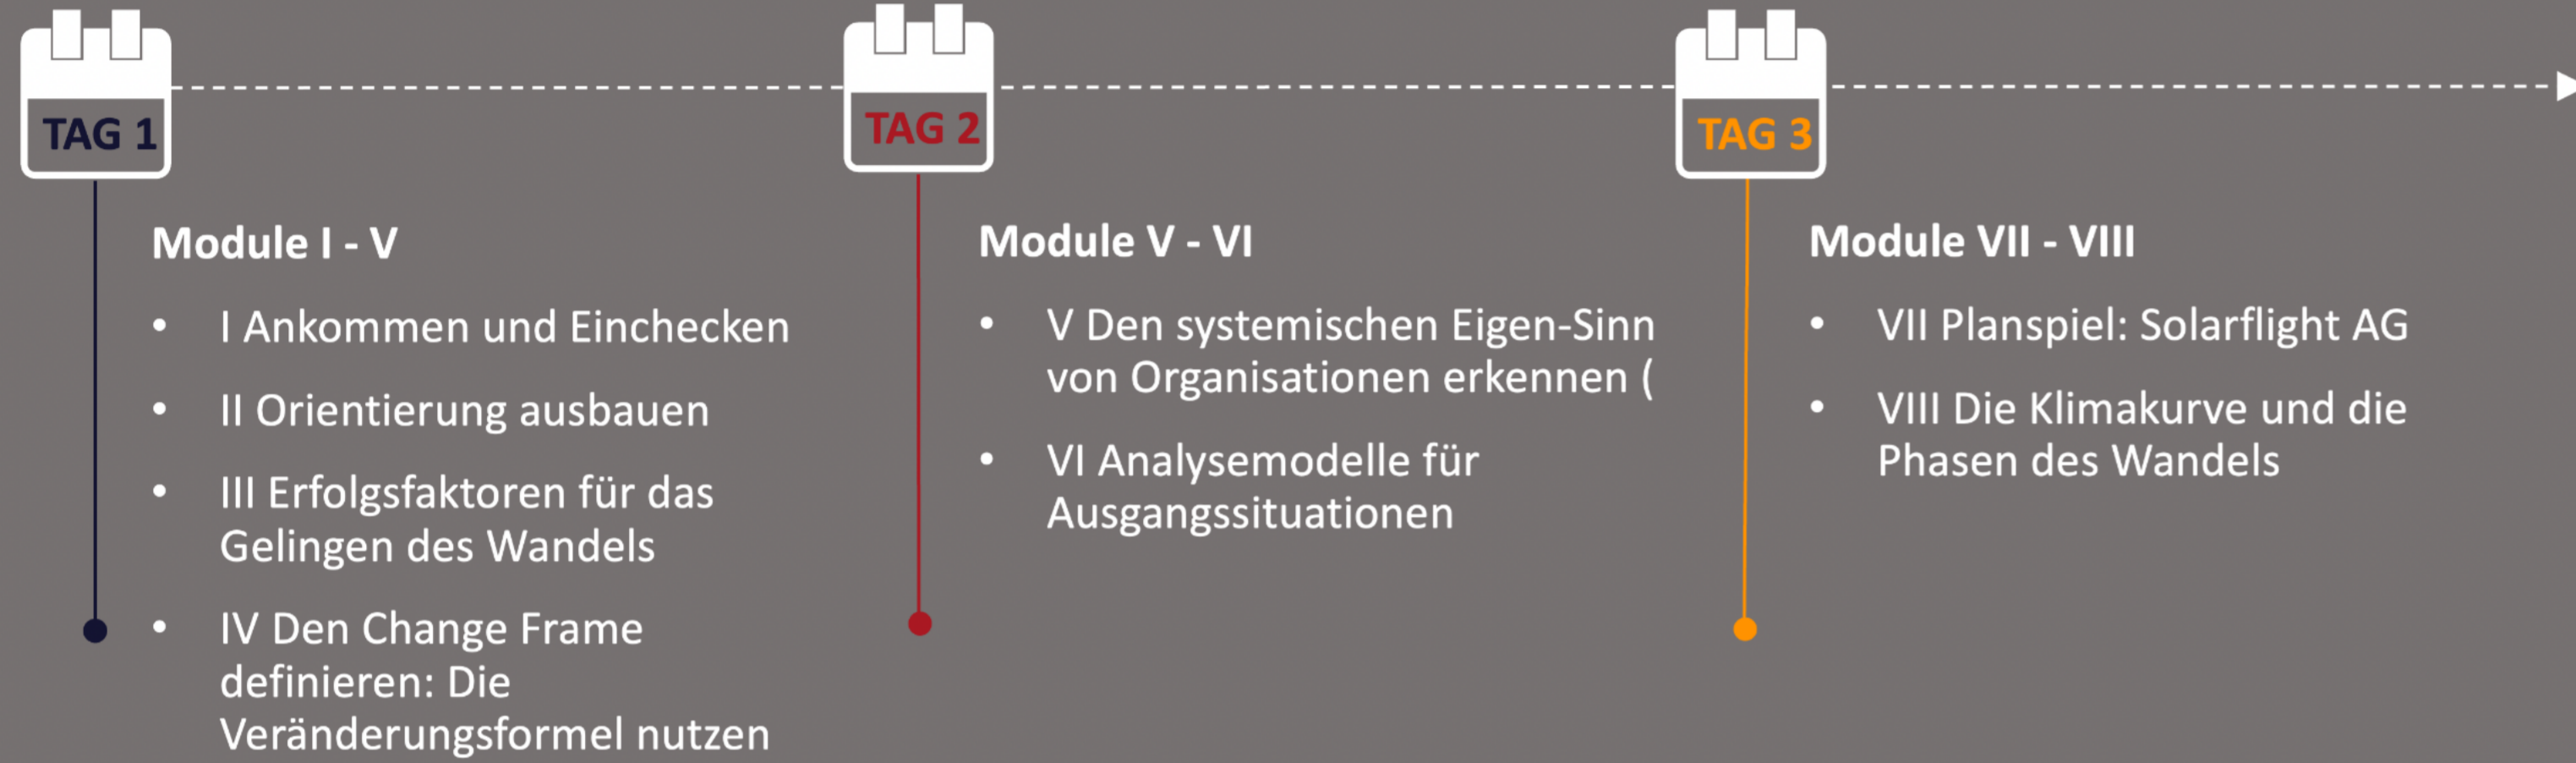 TAG 1
Module I - V
• I Ankommen und Einchecken
• II Orientierung ausbauen
• III Erfolgsfaktoren für das
Gelingen des Wandels
• IV Den Change Frame
definieren: Die
Veränderungsformel nutzen
TAG 2
Module V - VI
• V Den systemischen Eigen-Sinn
von Organisationen erkennen (
• VI Analysemodelle für
Ausgangssituationen
TAG 3
Module VII - VIII
• VII Planspiel: Solarflight AG
• VIII Die Klimakurve und die
Phasen des Wandels